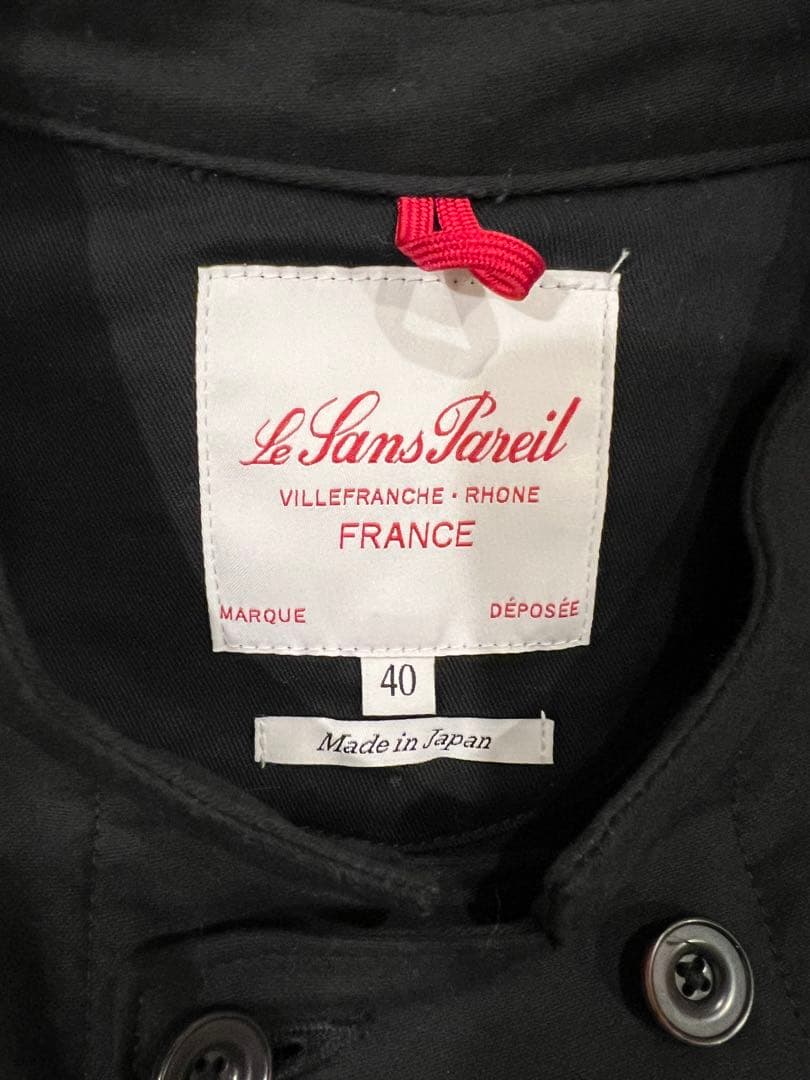 Le Sans Pareil
VILLEFRANCHE · RHONE
FRANCE
MARQUE DÉPOSÉE
40
Made in Japan